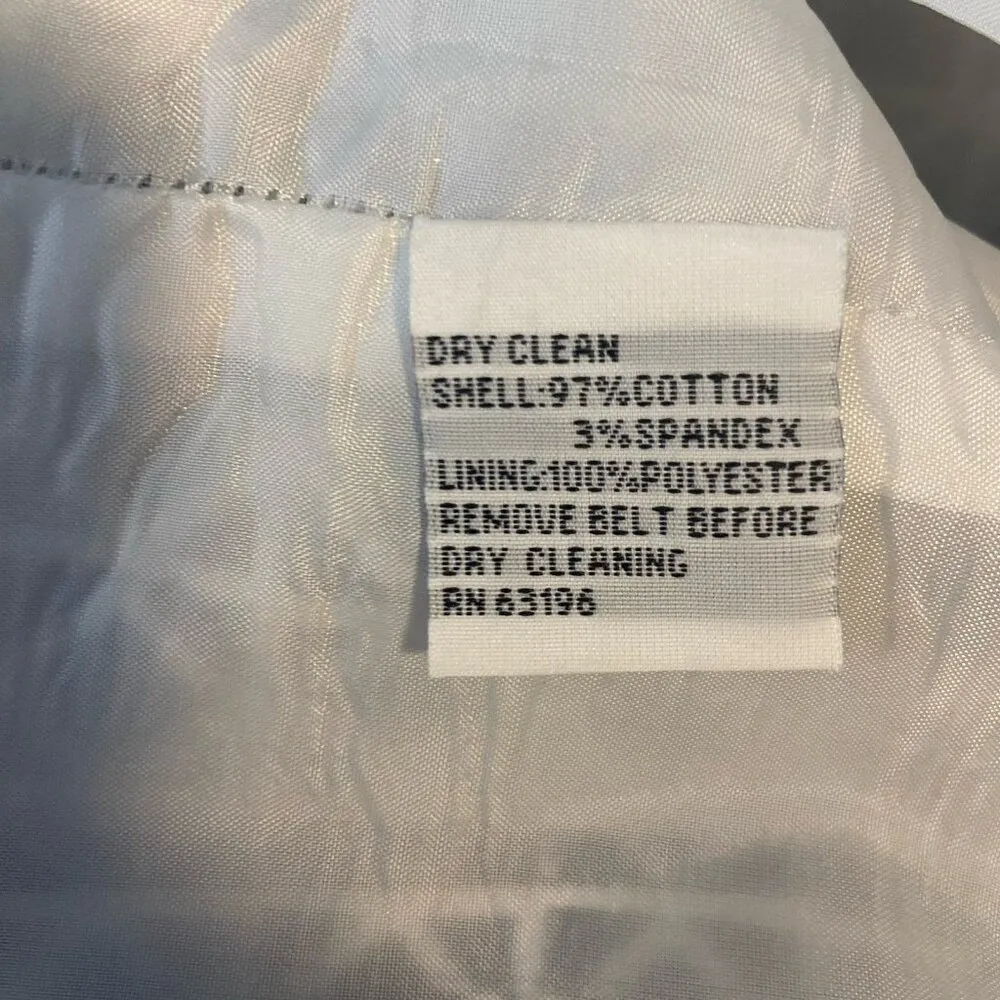 DRY CLEAN
SHELL:97%COTTON
3%SPANDEX
LINING:100%POLYESTER
REMOVE BELT BEFORE
DRY CLEANING
RN 63196